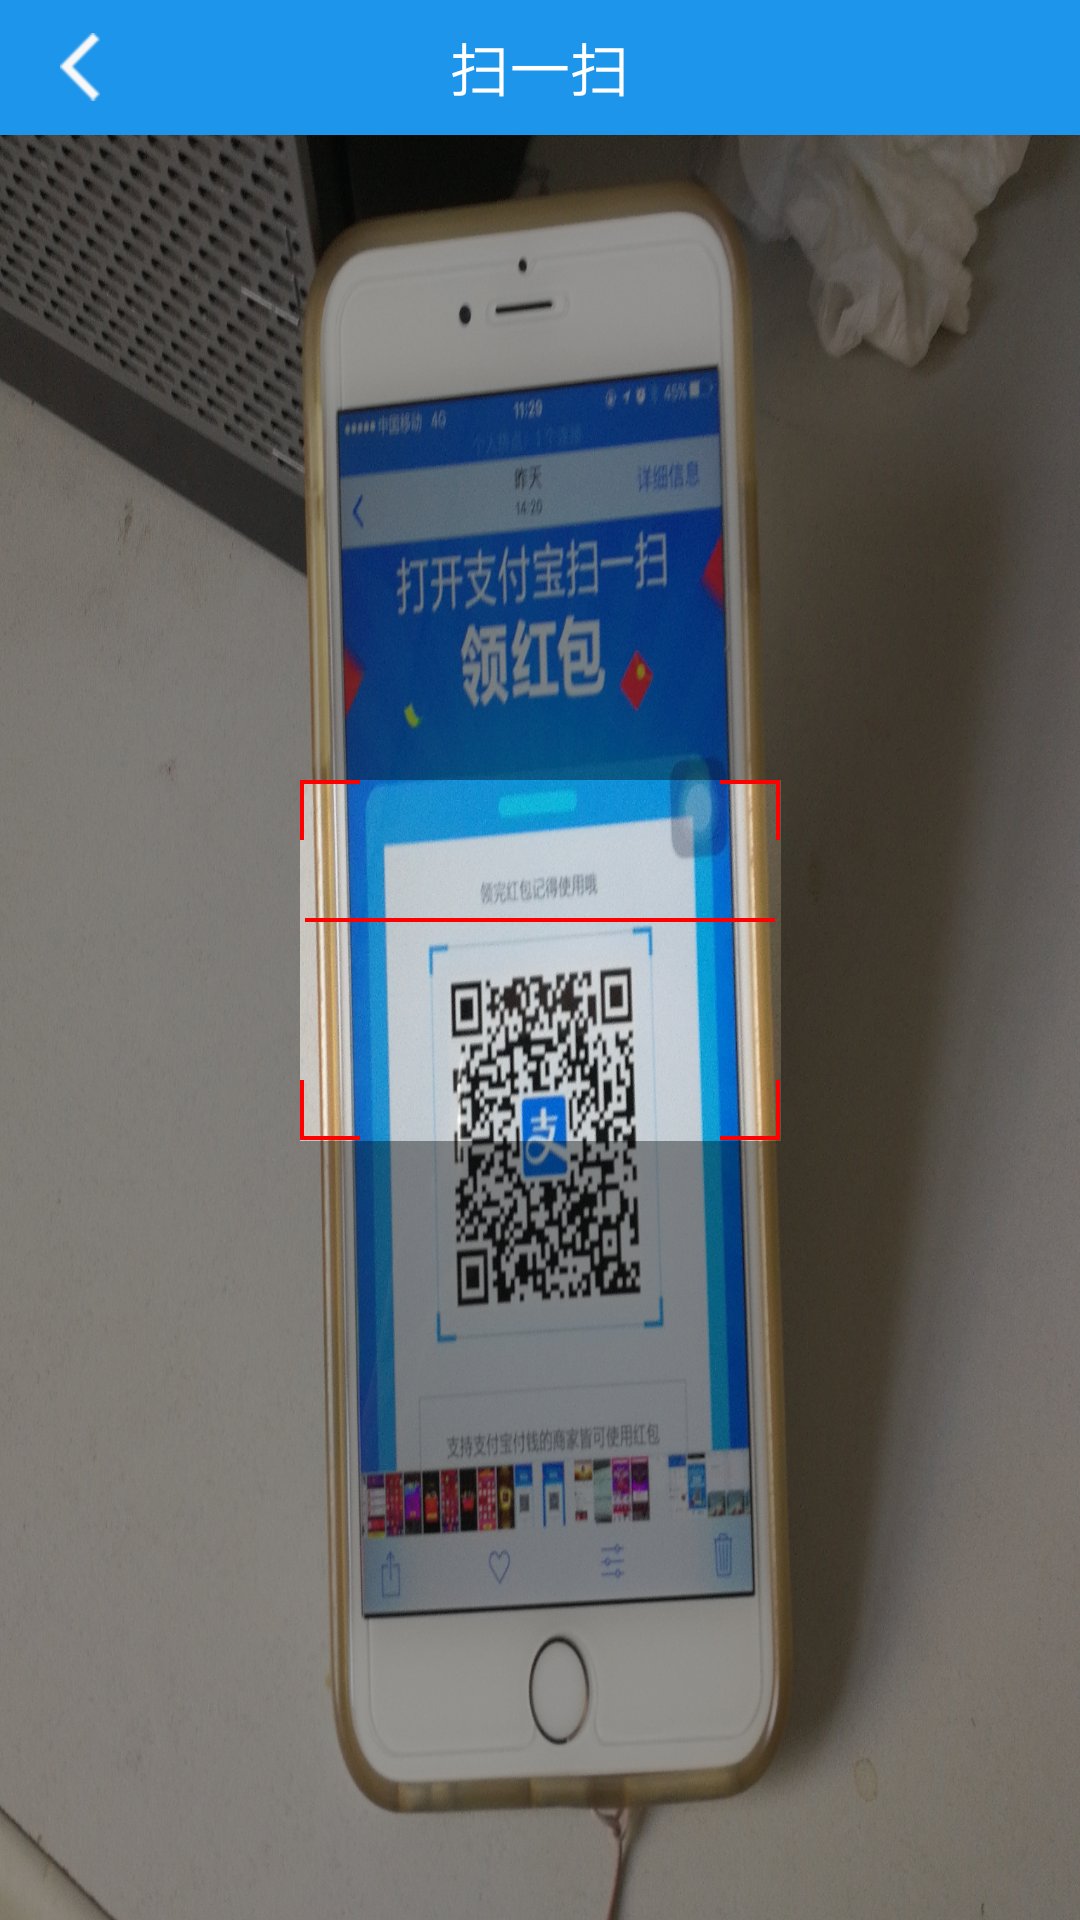 扫一扫
中国移动 4G
11:29
45%
昨天
详细信息
14:20
打开支付宝扫一扫
领红包
领完红包记得使用哦
支
支持支付宝付钱的商家皆可使用红包